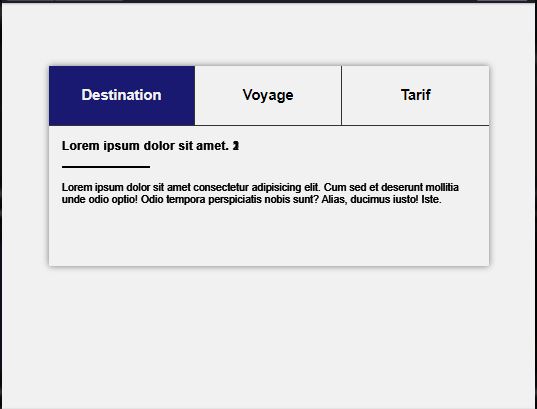 Destination
Voyage
Tarif
Lorem ipsum dolor sit amet.
Lorem ipsum dolor sit amet consectetur adipisicing elit. Cum sed et deserunt mollitia
unde odio optio! Odio tempora perspiciatis nobis sunt? Alias, ducimus iusto! Iste.